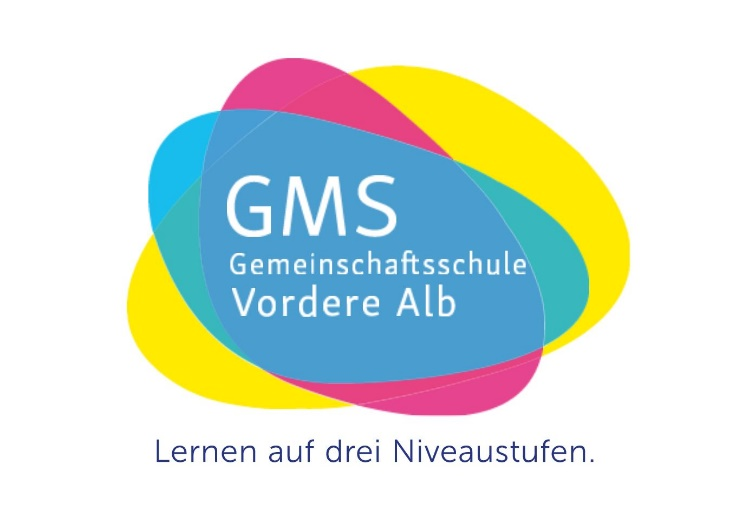 GMS
Gemeinschaftsschule
Vordere Alb
Lernen auf drei Niveaustufen.